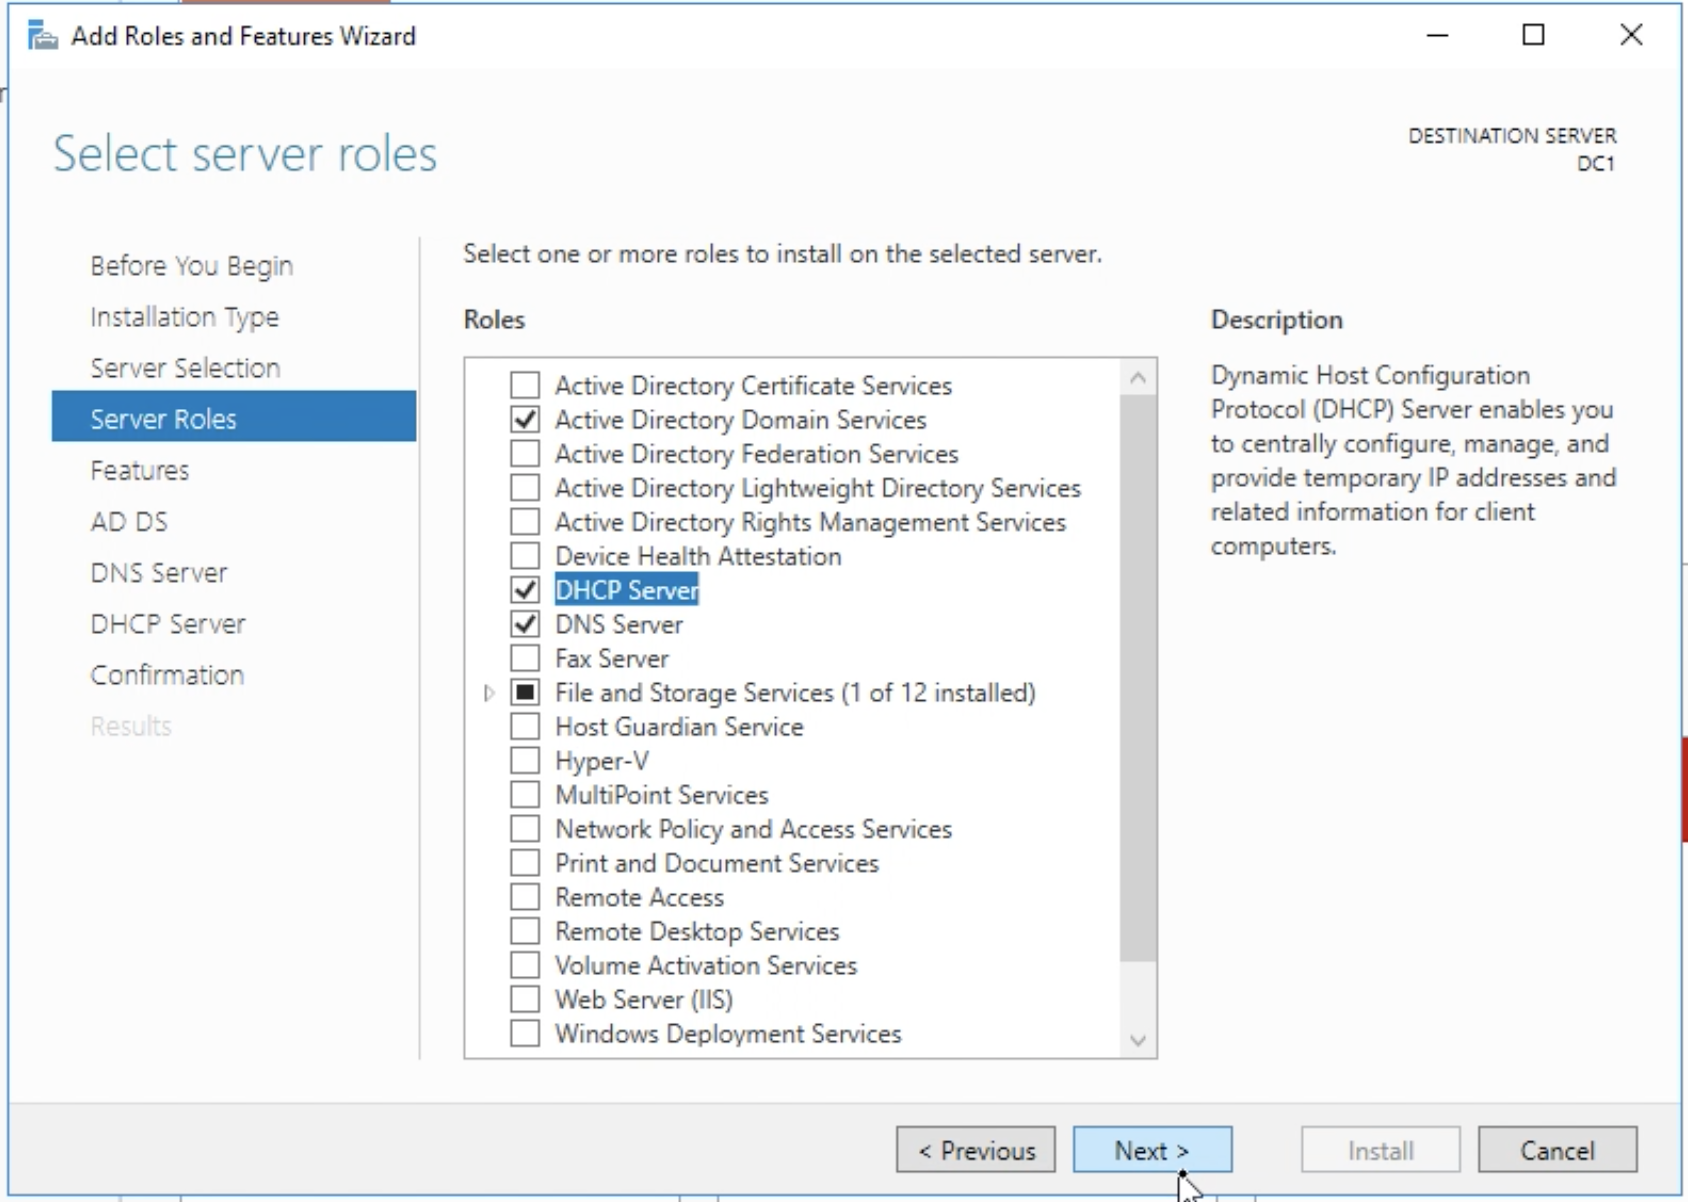 Add Roles and Features Wizard
Select server roles
DESTINATION SERVER
DC1
Before You Begin
Installation Type
Server Selection
Server Roles
Features
AD DS
DNS Server
DHCP Server
Confirmation
Results
Select one or more roles to install on the selected server.
Roles
Active Directory Certificate Services
Active Directory Domain Services
Active Directory Federation Services
Active Directory Lightweight Directory Services
Active Directory Rights Management Services
Device Health Attestation
DHCP Server
DNS Server
Fax Server
File and Storage Services (1 of 12 installed)
Host Guardian Service
Hyper-V
MultiPoint Services
Network Policy and Access Services
Print and Document Services
Remote Access
Remote Desktop Services
Volume Activation Services
Web Server (IIS)
Windows Deployment Services
Description
Dynamic Host Configuration
Protocol (DHCP) Server enables you
to centrally configure, manage, and
provide temporary IP addresses and
related information for client
computers.
< Previous
Next >
Install
Cancel